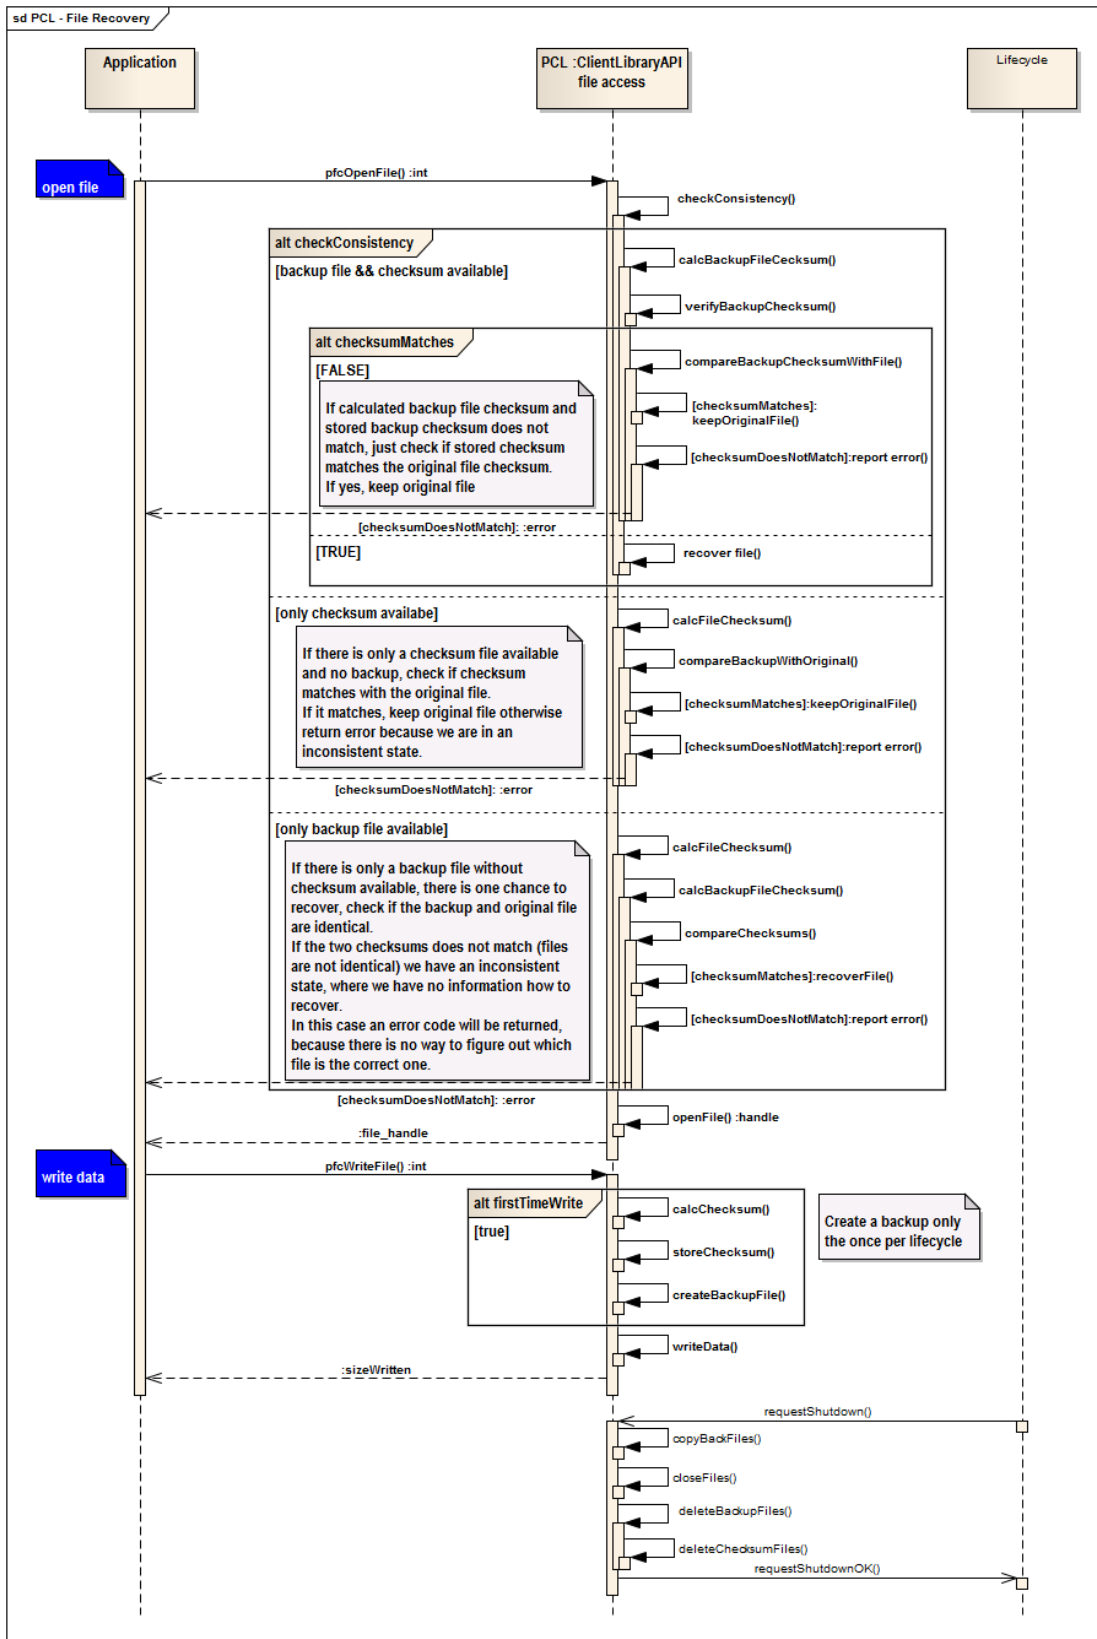 sd PCL - File Recovery
Application
PCL :ClientLibraryAPI
file access
Lifecycle
open file
pfcOpenFile() :int
checkConsistency()
alt checkConsistency
[backup file && checksum available]
calcBackupFileCecksum()
verifyBackupChecksum()
alt checksumMatches
[FALSE]
compareBackupChecksumWithFile()
If calculated backup file checksum and
stored backup checksum does not
match, just check if stored checksum
matches the original file checksum.
If yes, keep original file
[checksumMatches]:
keepOriginalFile()
[checksumDoesNotMatch]:report error()
[checksumDoesNotMatch]: :error
[TRUE]
recover file()
[only checksum availabe]
calcFileChecksum()
If there is only a checksum file available
and no backup, check if checksum
matches with the original file.
If it matches, keep original file otherwise
return error because we are in an
inconsistent state.
compareBackupWithOriginal()
[checksumMatches]:keepOriginalFile()
[checksumDoesNotMatch]:report error()
[checksumDoesNotMatch]: :error
[only backup file available]
calcFileChecksum()
If there is only a backup file without
checksum available, there is one chance to
recover, check if the backup and original file
are identical.
If the two checksums does not match (files
are not identical) we have an inconsistent
state, where we have no information how to
recover.
In this case an error code will be returned,
because there is no way to figure out which
file is the correct one.
calcBackupFileChecksum()
compareChecksums()
[checksumMatches]:recoverFile()
[checksumDoesNotMatch]:report error()
[checksumDoesNotMatch]: :error
openFile() :handle
:file_handle
write data
pfcWriteFile() :int
alt firstTimeWrite
[true]
calcChecksum()
Create a backup only
the once per lifecycle
storeChecksum()
createBackupFile()
writeData()
:sizeWritten
requestShutdown()
copyBackFiles()
closeFiles()
deleteBackupFiles()
deleteChecksumFiles()
requestShutdownOK()